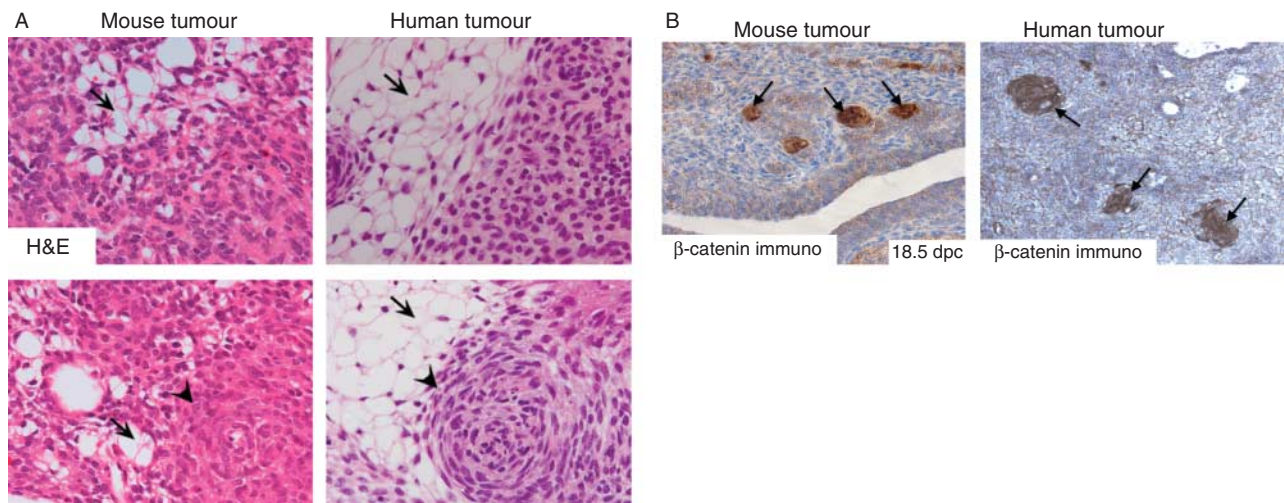 A
Mouse tumour
Human tumour
H&E
B
Mouse tumour
Human tumour
β-catenin immuno
18.5 dpc
β-catenin immuno